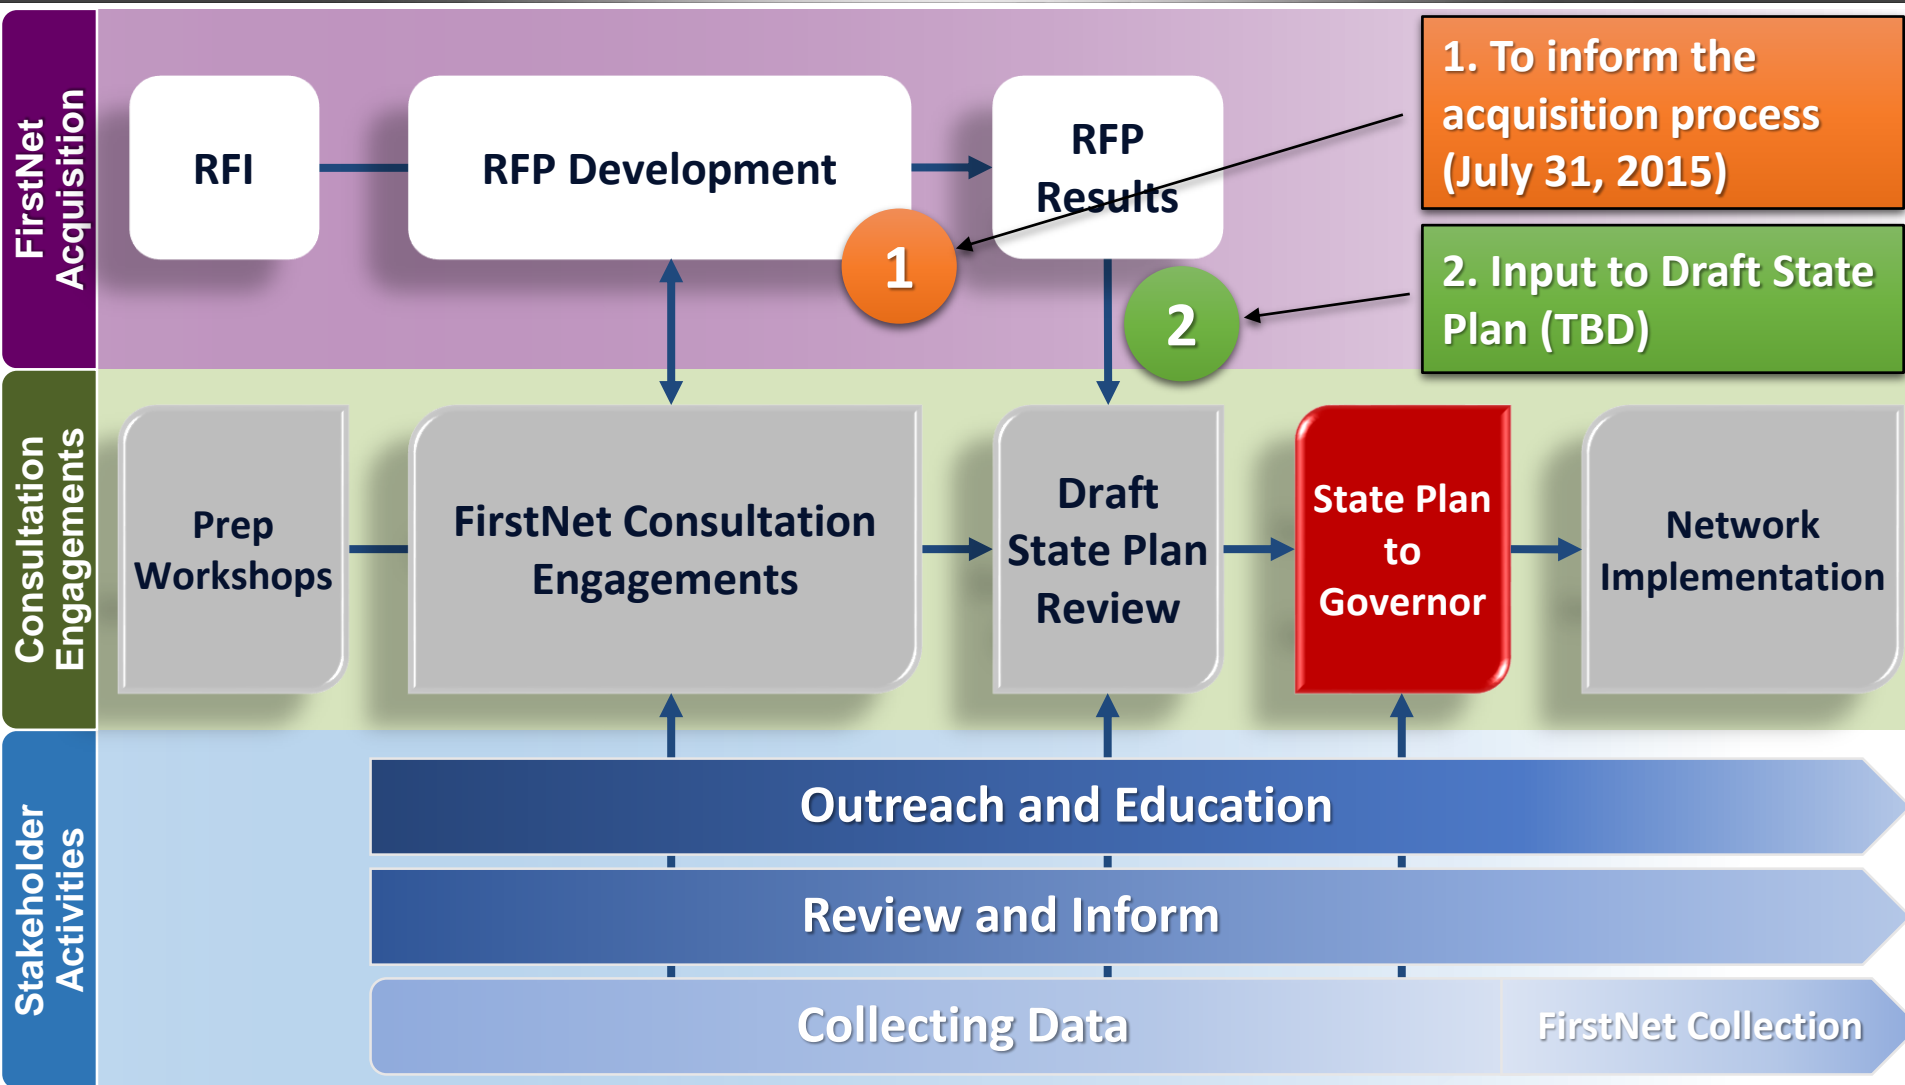 FirstNet
Acquisition
RFI
RFP Development
RFP
Results
1
2
1. To inform the
acquisition process
(July 31, 2015)
2. Input to Draft State
Plan (TBD)
Consultation
Engagements
Prep
Workshops
FirstNet Consultation
Engagements
Draft
State Plan
Review
State Plan
to
Governor
Network
Implementation
Stakeholder
Activities
Outreach and Education
Review and Inform
Collecting Data
FirstNet Collection